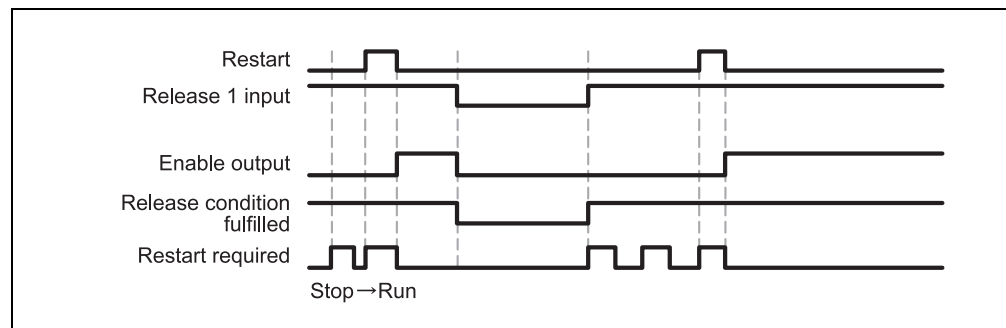 Restart
Release 1 input
Enable output
Release condition
fulfilled
Restart required
Stop→Run